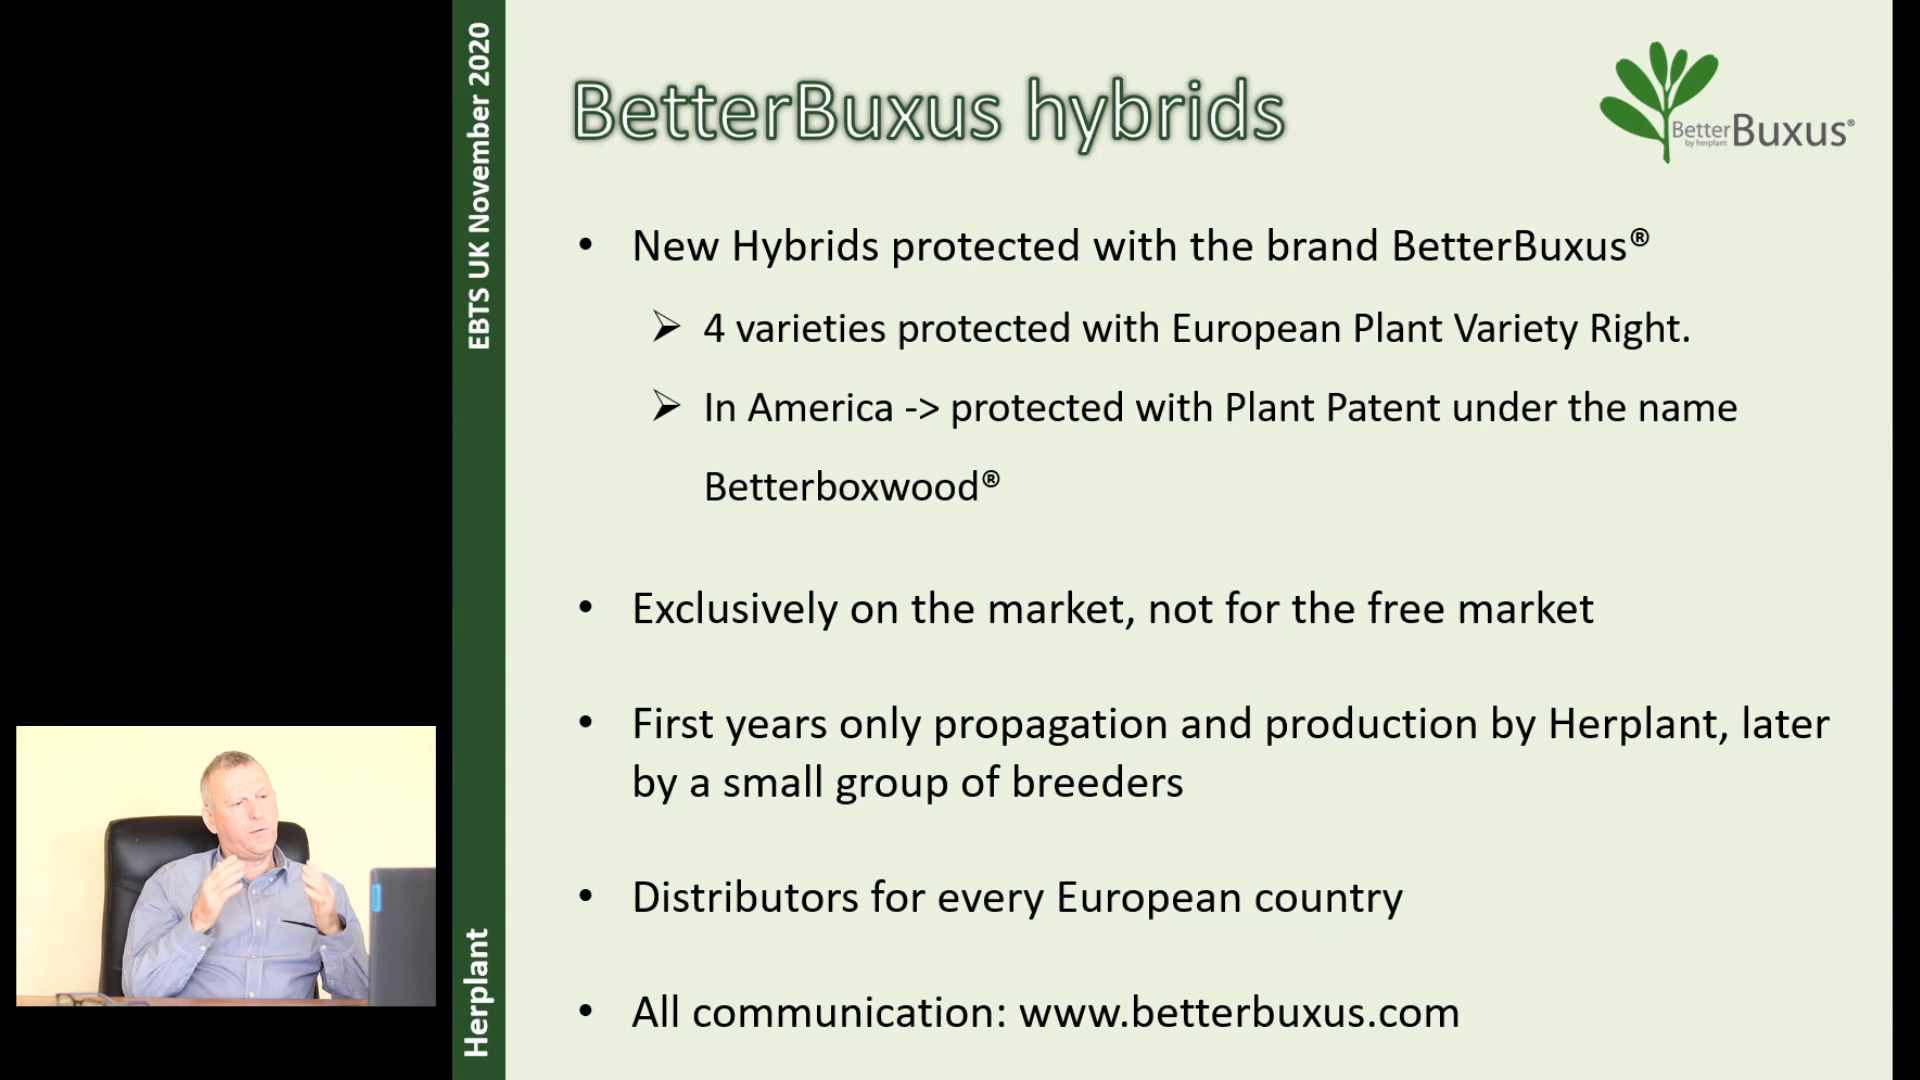 EBTS UK November 2020
Herplant
BetterBuxus hybrids
Better Buxus®
by herplant
• New Hybrids protected with the brand BetterBuxus®
➢ 4 varieties protected with European Plant Variety Right.
➢ In America -> protected with Plant Patent under the name
Betterboxwood®
• Exclusively on the market, not for the free market
• First years only propagation and production by Herplant, later
by a small group of breeders
• Distributors for every European country
• All communication: www.betterbuxus.com